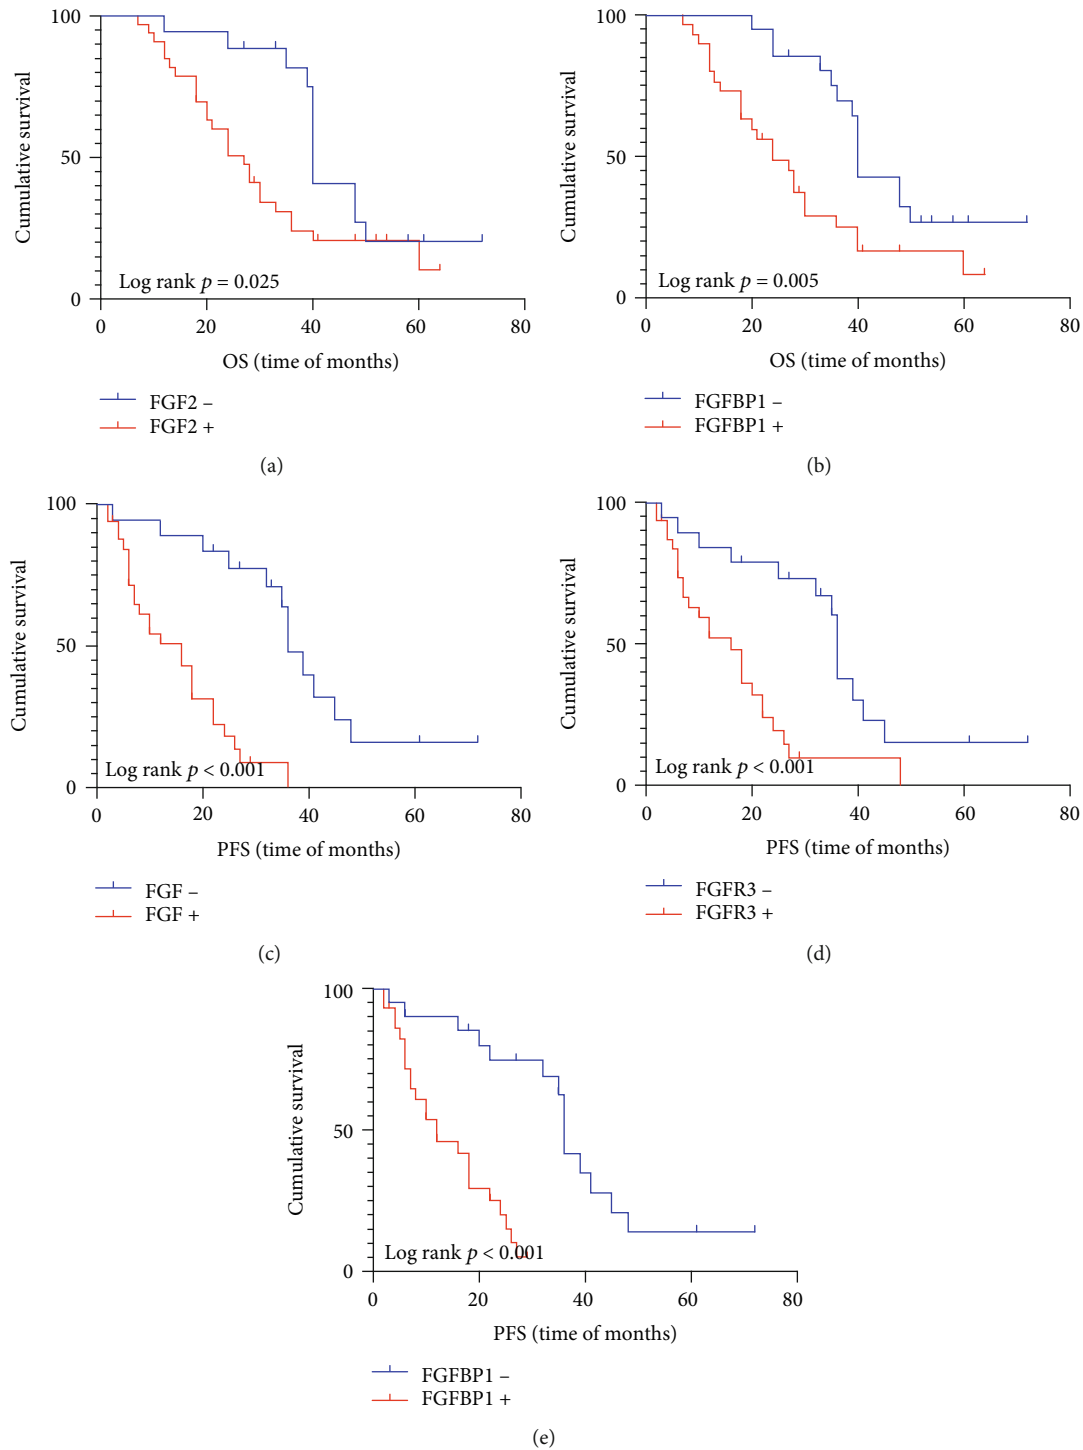 100
50
0
Cumulative survival
Log rank p = 0.025
0 20 40 60 80
OS (time of months)
FGF2 –
FGF2 +
(a)
100
50
0
Cumulative survival
Log rank p = 0.005
0 20 40 60 80
OS (time of months)
FGFBP1 –
FGFBP1 +
(b)
100
50
0
Cumulative survival
Log rank p < 0.001
0 20 40 60 80
PFS (time of months)
FGF –
FGF +
(c)
100
50
0
Cumulative survival
Log rank p < 0.001
0 20 40 60 80
PFS (time of months)
FGFR3 –
FGFR3 +
(d)
100
50
0
Cumulative survival
Log rank p < 0.001
0 20 40 60 80
PFS (time of months)
FGFBP1 –
FGFBP1 +
(e)